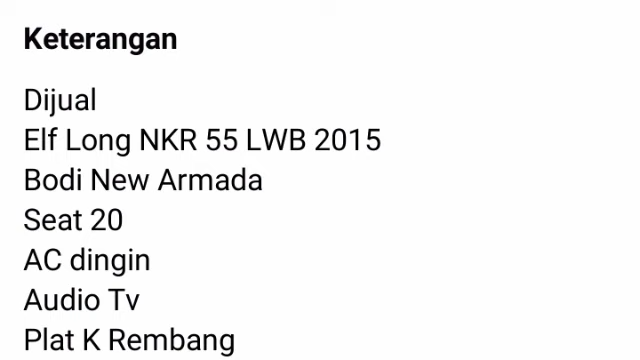 Keterangan
Dijual
Elf Long NKR 55 LWB 2015
Bodi New Armada
Seat 20
AC dingin
Audio Tv
Plat K Rembang